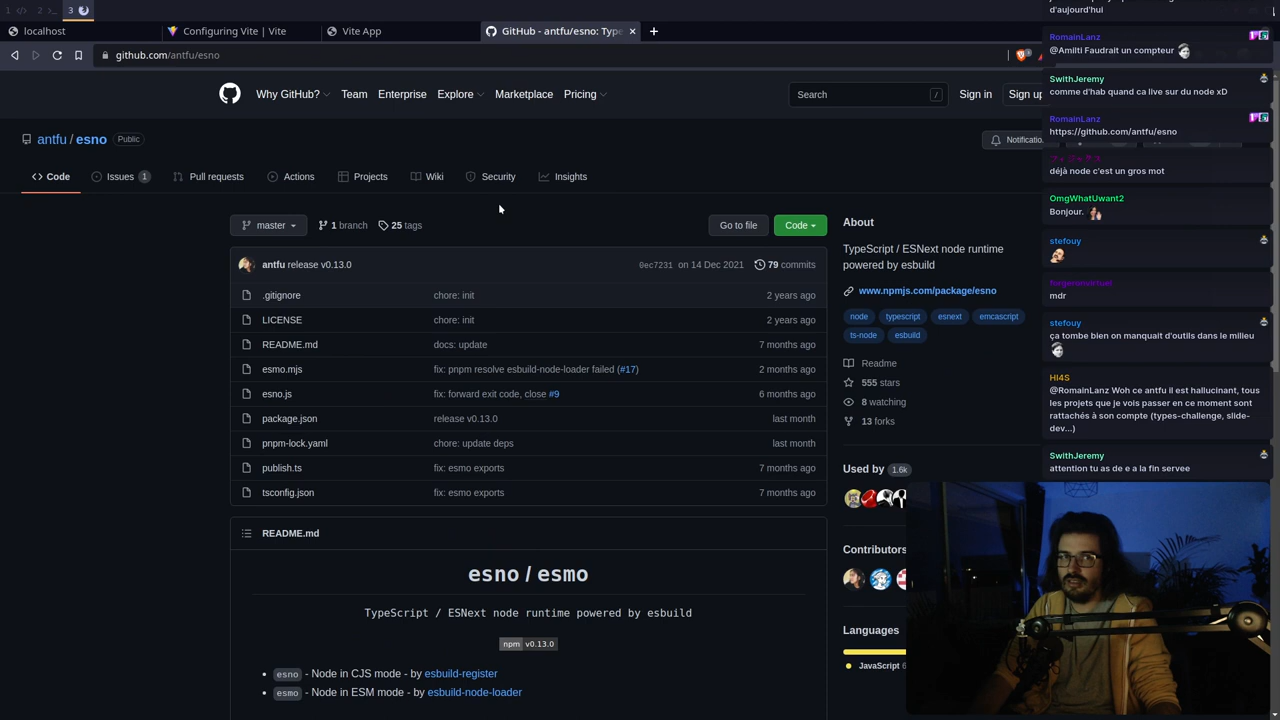 1 </>
2 >_
3
localhost
Configuring Vite | Vite
Vite App
GitHub - antfu/esno: Type
github.com/antfu/esno
Why GitHub?
Team
Enterprise
Explore
Marketplace
Pricing
Search
/
Sign in
Sign up
antfu / esno
Public
Code
Issues 1
Pull requests
Actions
Projects
Wiki
Security
Insights
master
1 branch
25 tags
Go to file
Code
antfu release v0.13.0
0ec7231 on 14 Dec 2021
79 commits
.gitignore chore: init 2 years ago
LICENSE chore: init 2 years ago
README.md docs: update 7 months ago
esmo.mjs fix: pnpm resolve esbuild-node-loader failed (#17) 2 months ago
esno.js fix: forward exit code, close #9 6 months ago
package.json release v0.13.0 last month
pnpm-lock.yaml chore: update deps last month
publish.ts fix: esmo exports 7 months ago
tsconfig.json fix: esmo exports 7 months ago
README.md
esno / esmo
TypeScript / ESNext node runtime powered by esbuild
npm v0.13.0
esno - Node in CJS mode - by esbuild-register
esmo - Node in ESM mode - by esbuild-node-loader
About
TypeScript / ESNext node runtime
powered by esbuild
www.npmjs.com/package/esno
node typescript esnext emcascript
ts-node esbuild
Readme
555 stars
8 watching
13 forks
Used by 1.6k
Contributors
Languages
JavaScript 6
d'aujourd'hui
RomainLanz
@Amilti Faudrait un compteur
SwithJeremy
comme d'hab quand ca live sur du node xD
RomainLanz
https://github.com/antfu/esno
déjà node c'est un gros mot
OmgWhatUwant2
Bonjour.
stefouy
forgeronvirtuel
mdr
stefouy
ça tombe bien on manquait d'outils dans le milieu
HI4S
@RomainLanz Woh ce antfu il est hallucinant, tous
les projets que je vois passer en ce moment sont
rattachés à son compte (types-challenge, slide-
dev...)
SwithJeremy
attention tu as de e a la fin servee